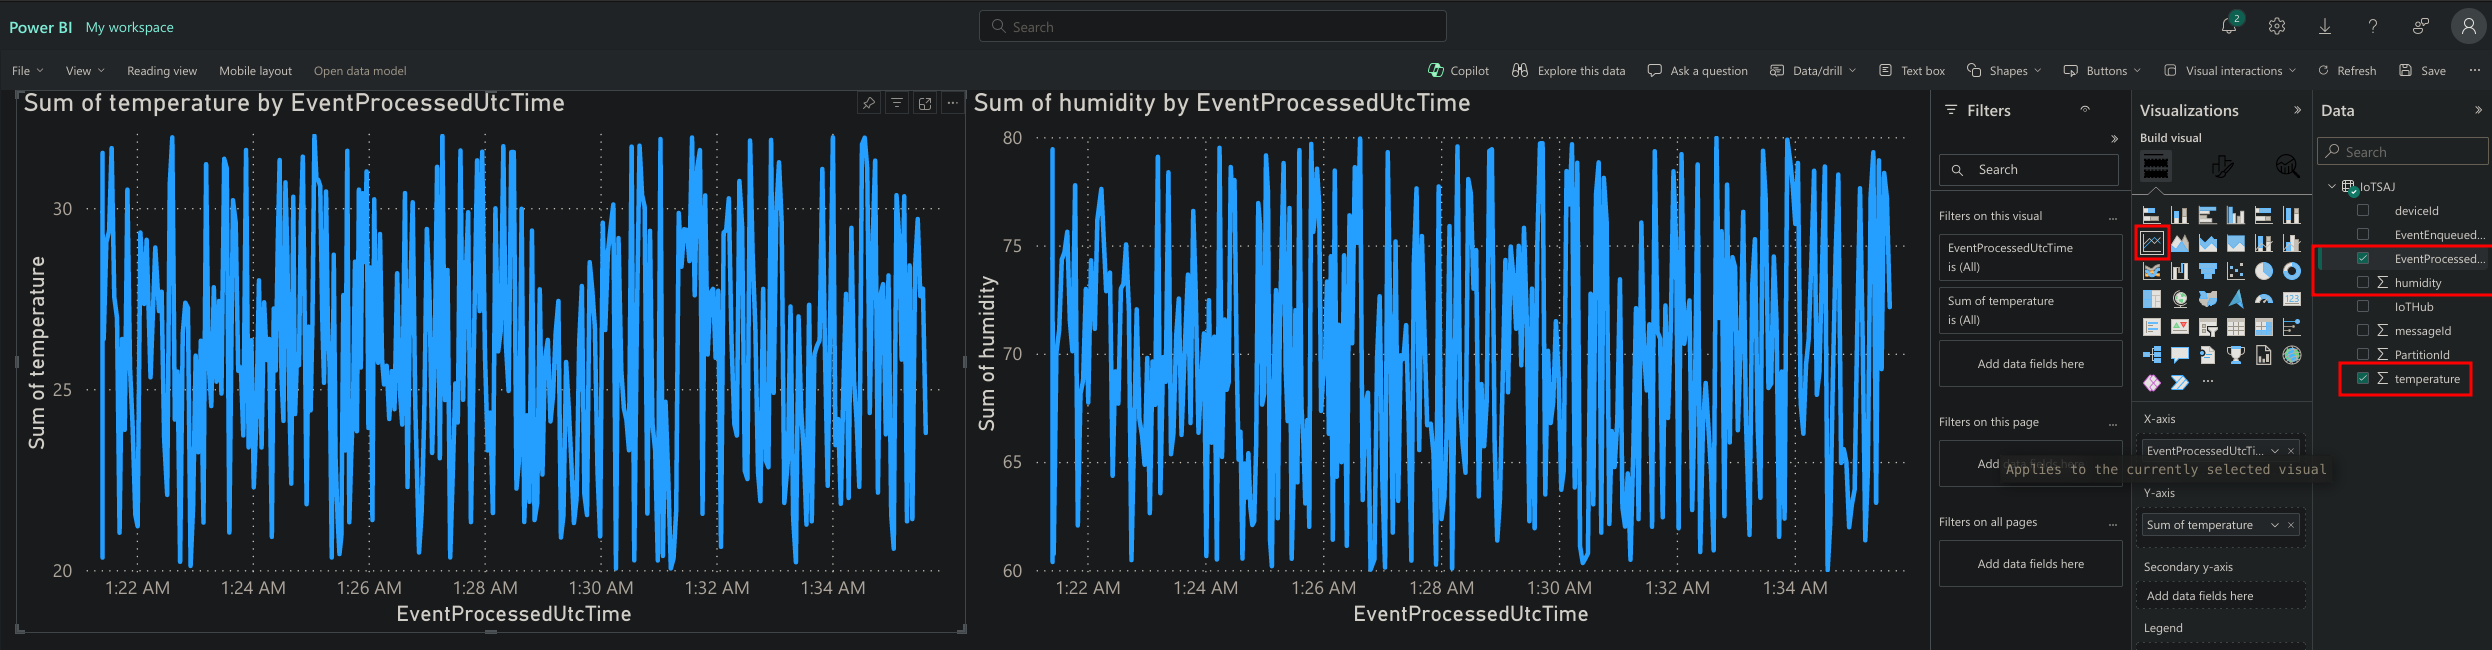 Power BI My workspace
Search
2
File View Reading view Mobile layout Open data model
Copilot Explore this data Ask a question Data/drill Text box Shapes Buttons Visual interactions Refresh Save ...
Sum of temperature by EventProcessedUtcTime
30
25
20
Sum of temperature
1:22 AM 1:24 AM 1:26 AM 1:28 AM 1:30 AM 1:32 AM 1:34 AM
EventProcessedUtcTime
Sum of humidity by EventProcessedUtcTime
80
75
70
65
60
Sum of humidity
1:22 AM 1:24 AM 1:26 AM 1:28 AM 1:30 AM 1:32 AM 1:34 AM
EventProcessedUtcTime
Filters
Search
Filters on this visual ...
EventProcessedUtcTime
is (All)
Sum of temperature
is (All)
Add data fields here
Filters on this page ...
Add data fields here
Filters on all pages ...
Add data fields here
Visualizations
Build visual
123
...
X-axis
EventProcessedUtcTi...
Applies to the currently selected visual
Y-axis
Sum of temperature
Secondary y-axis
Add data fields here
Legend
Data
Search
IoTSAJ
deviceId
EventEnqueued...
EventProcessed...
humidity
IoTHub
messageId
PartitionId
temperature